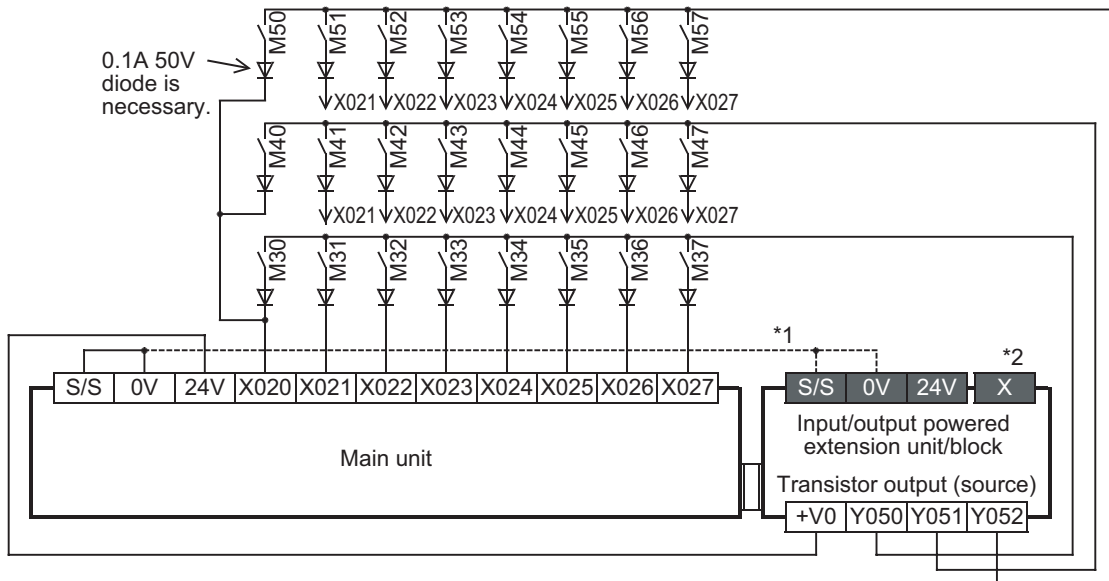 M50 M51 M52 M53 M54 M55 M56 M57
0.1A 50V
diode is
necessary.
X021 X022 X023 X024 X025 X026 X027
M40 M41 M42 M43 M44 M45 M46 M47
X021 X022 X023 X024 X025 X026 X027
M30 M31 M32 M33 M34 M35 M36 M37
*1
*2
S/S 0V 24V X020 X021 X022 X023 X024 X025 X026 X027
S/S 0V 24V X
Main unit
Input/output powered
extension unit/block
Transistor output (source)
+V0 Y050 Y051 Y052